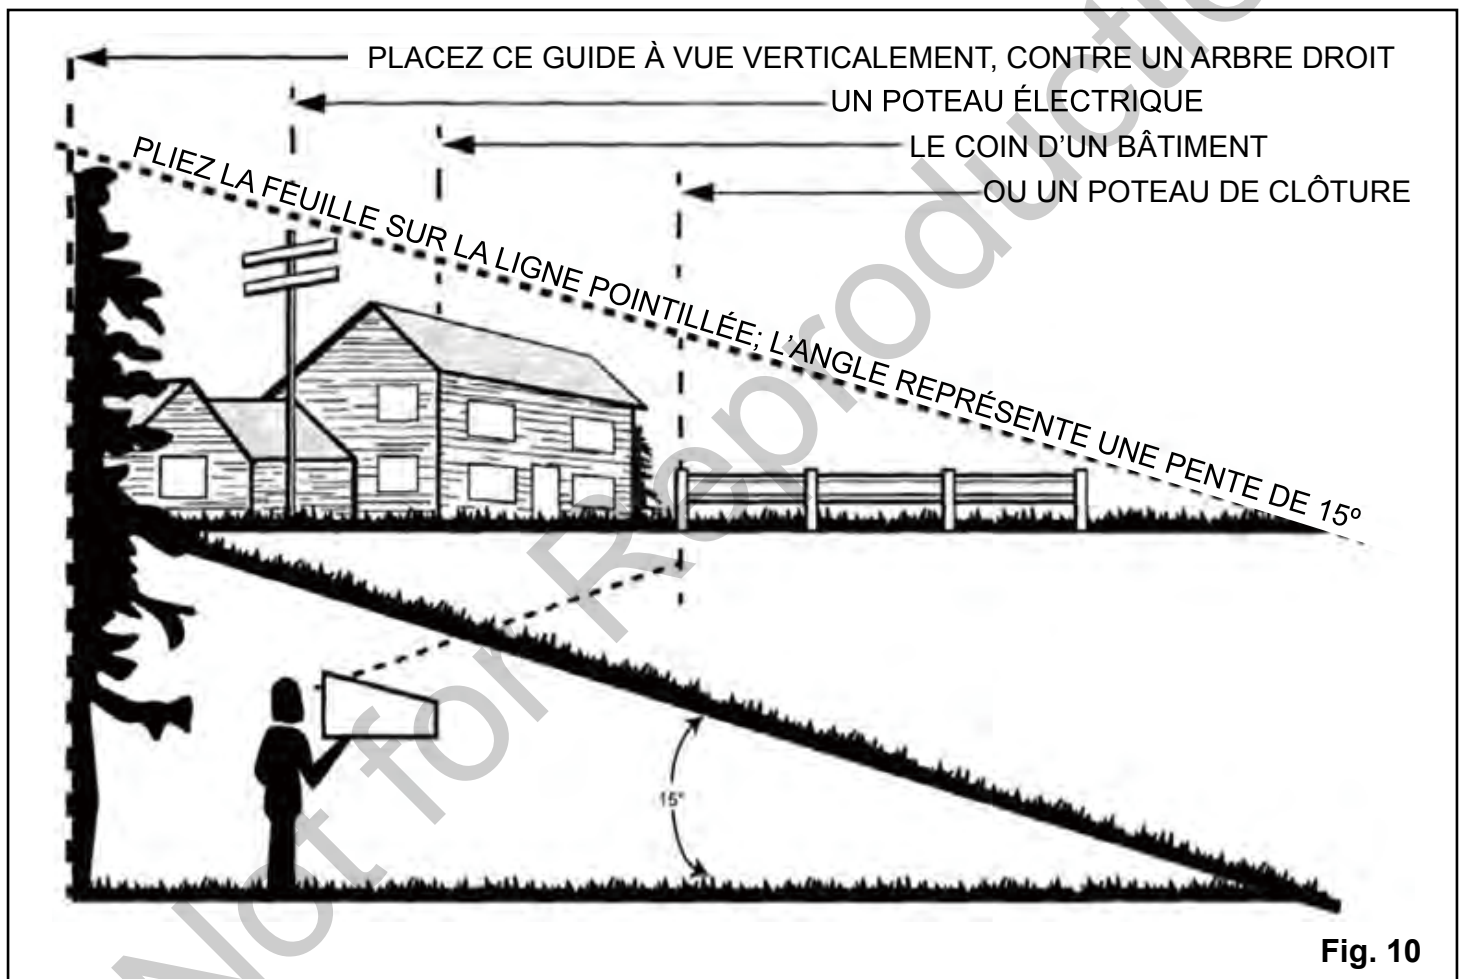 PLACEZ CE GUIDE À VUE VERTICALEMENT, CONTRE UN ARBRE DROIT
UN POTEAU ÉLECTRIQUE
LE COIN D'UN BÂTIMENT
OU UN POTEAU DE CLÔTURE
PLIEZ LA FEUILLE SUR LA LIGNE POINTILLÉE; L'ANGLE REPRÉSENTE UNE PENTE DE 15º
15°
Fig. 10
Not for Reproduction